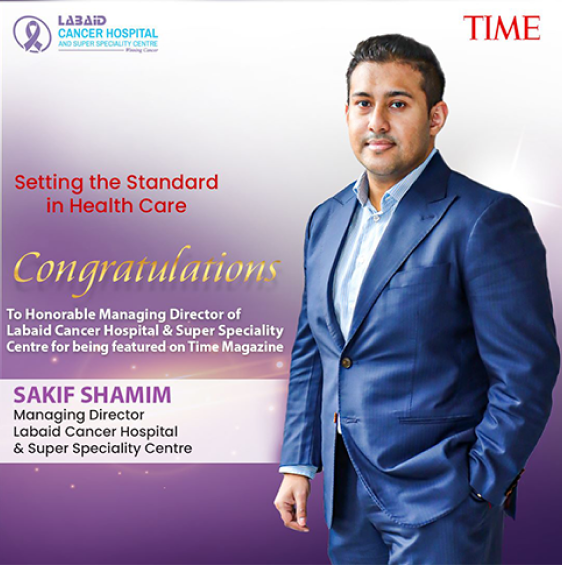 LABAID
CANCER HOSPITAL
AND SUPER SPECIALITY CENTRE
Winning Cancer
TIME
Setting the Standard
in Health Care
Congratulations
To Honorable Managing Director of
Labaid Cancer Hospital & Super Speciality
Centre for being featured on Time Magazine
SAKIF SHAMIM
Managing Director
Labaid Cancer Hospital
& Super Speciality Centre